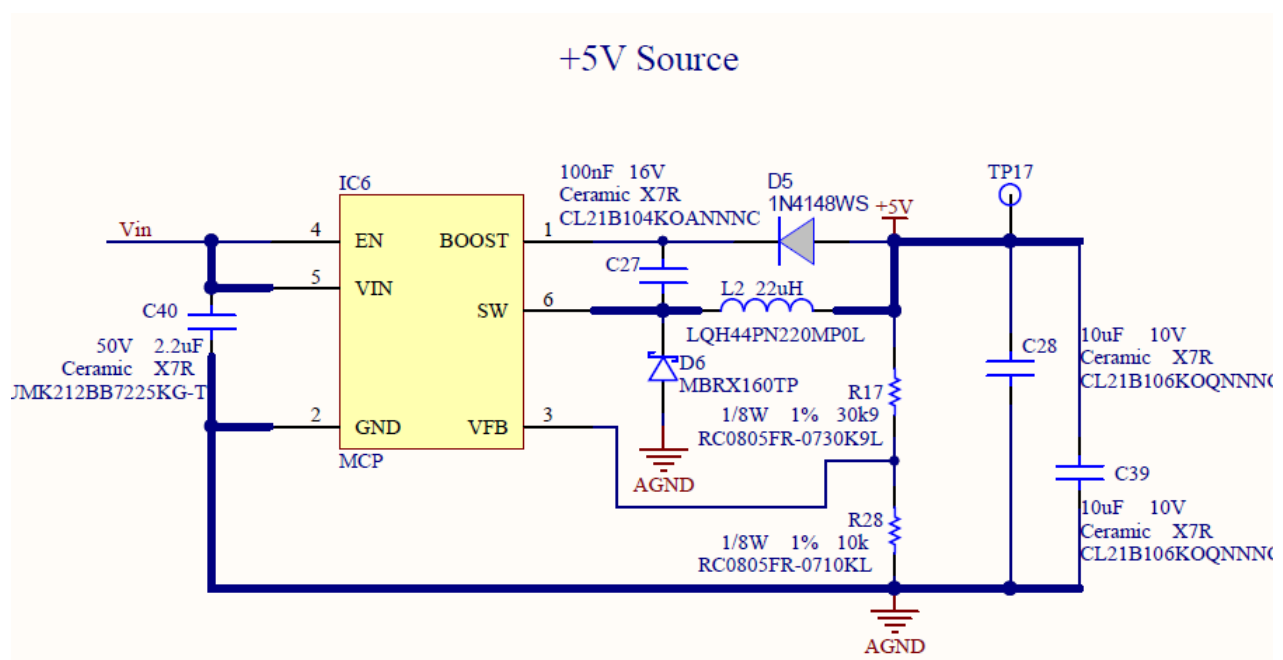 +5V Source
IC6
100nF 16V
Ceramic X7R
CL21B104KOANNNC
D5
1N4148WS
+5V
TP17
Vin
4
EN
BOOST
1
C27
5
VIN
L2 22uH
SW
6
LQH44PN220MP0L
C40
50V 2.2uF
Ceramic X7R
JMK212BB7225KG-T
D6
MBRX160TP
C28
10uF 10V
Ceramic X7R
CL21B106KOQNNNC
R17
1/8W 1% 30k9
RC0805FR-0730K9L
2
GND
VFB
3
MCP
AGND
C39
10uF 10V
Ceramic X7R
CL21B106KOQNNNC
R28
1/8W 1% 10k
RC0805FR-0710KL
AGND